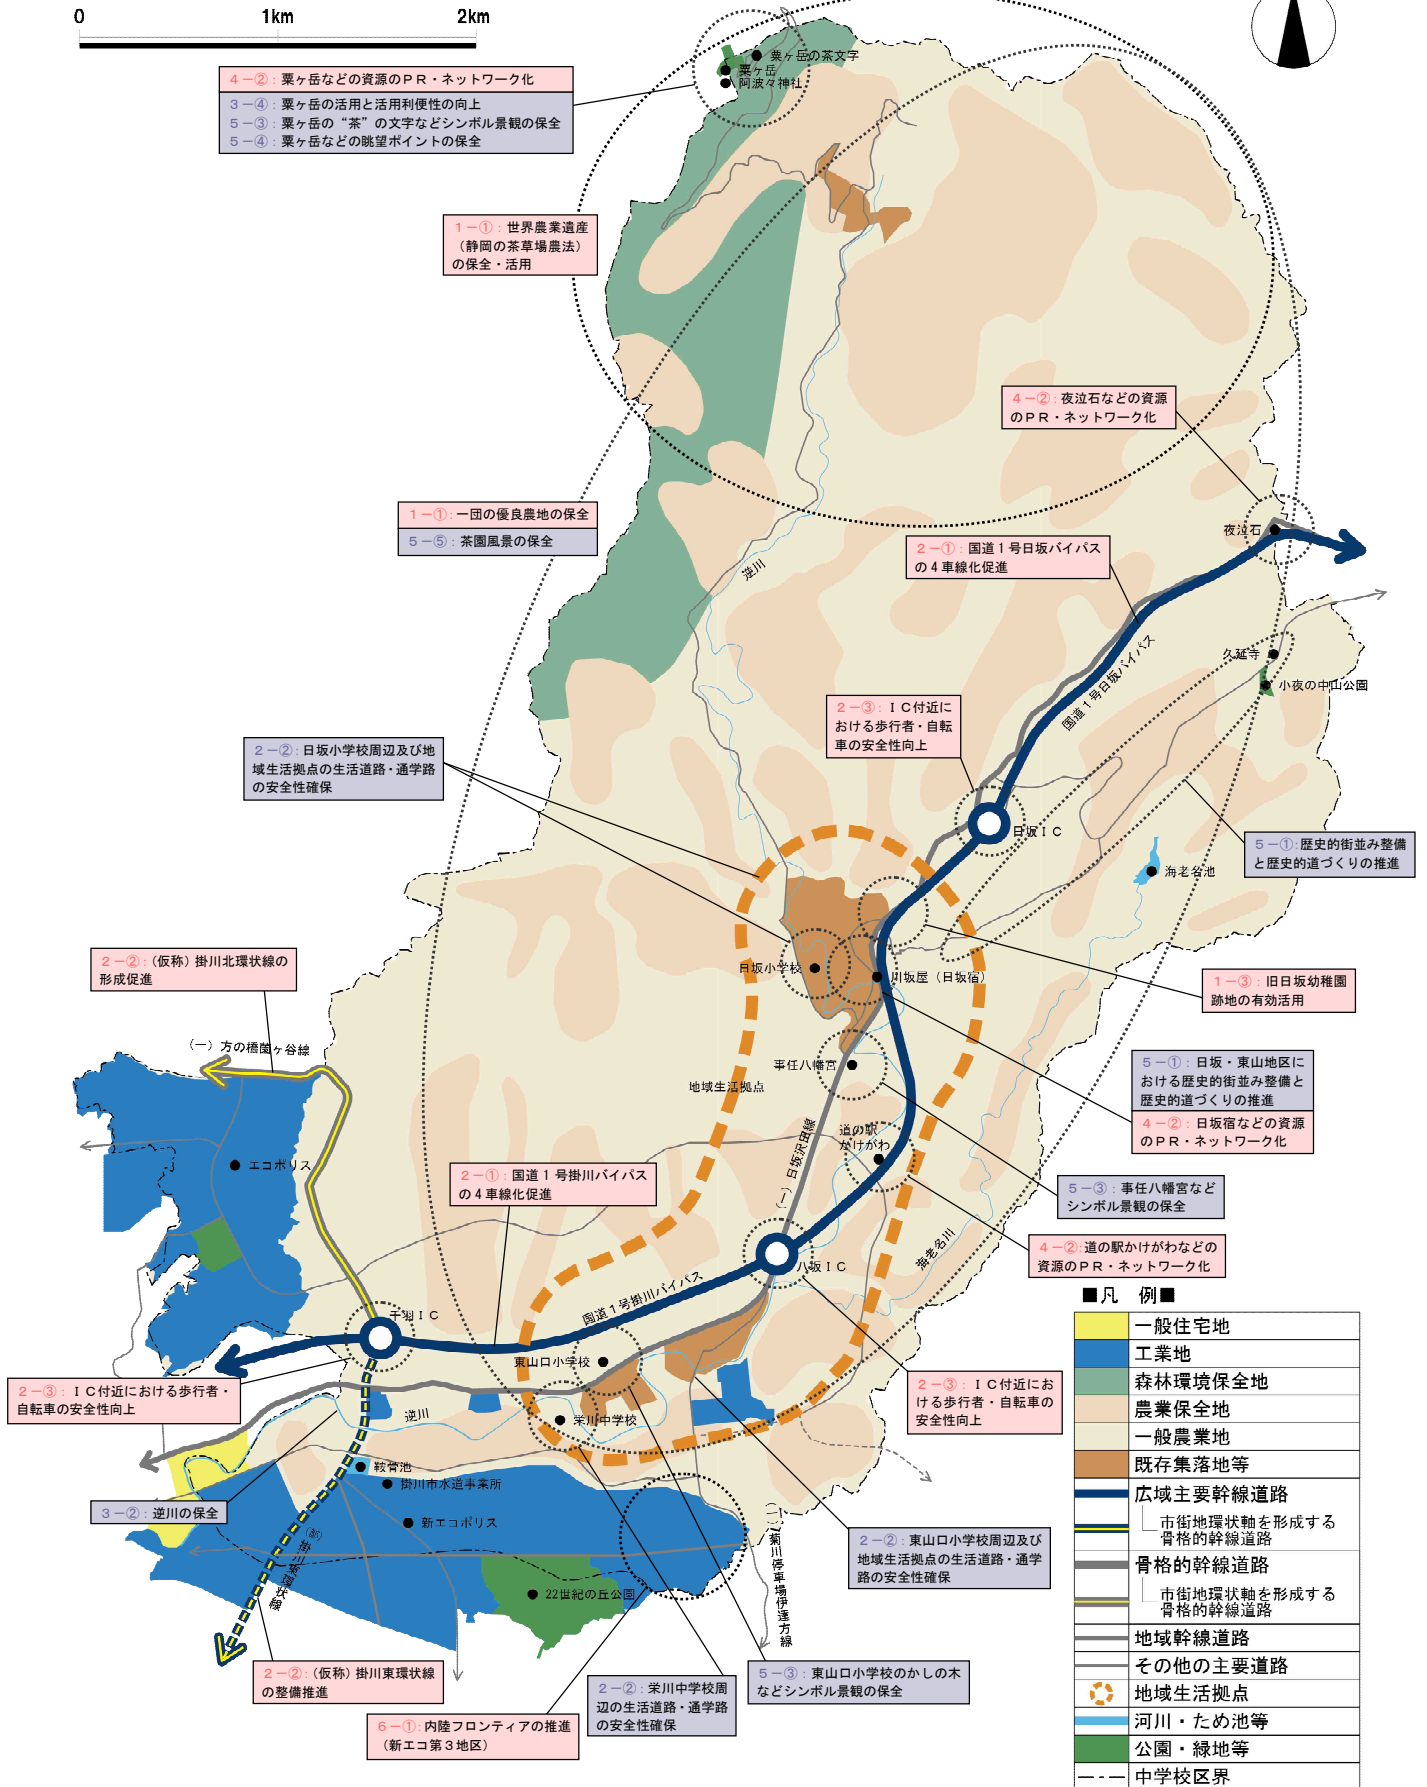 0 1km 2km
4－②：粟ヶ岳などの資源のPR・ネットワーク化
3－④：粟ヶ岳の活用と活用利便性の向上
5－③：粟ヶ岳の“茶”の文字などシンボル景観の保全
5－④：粟ヶ岳などの眺望ポイントの保全
粟ヶ岳の茶文字
粟ヶ岳
阿波々神社
1－①：世界農業遺産
（静岡の茶草場農法）
の保全・活用
4－②：夜泣石などの資源
のPR・ネットワーク化
1－①：一団の優良農地の保全
5－⑤：茶園風景の保全
夜泣石
2－①：国道1号日坂バイパス
の4車線化促進
逆川
久延寺
小夜の中山公園
国道1号日坂バイパス
2－③：IC付近に
おける歩行者・自転
車の安全性向上
2－②：日坂小学校周辺及び地
域生活拠点の生活道路・通学路
の安全性確保
日坂IC
5－①：歴史的街並み整備
と歴史的道づくりの推進
海老名池
2－②：（仮称）掛川北環状線の
形成促進
日坂小学校
川坂屋（日坂宿）
1－③：旧日坂幼稚園
跡地の有効活用
（一）方の橋薗ヶ谷線
事任八幡宮
地域生活拠点
5－①：日坂・東山地区に
おける歴史的街並み整備と
歴史的道づくりの推進
4－②：日坂宿などの資源
のPR・ネットワーク化
道の駅
かけがわ
（一）日坂沢田線
エコポリス
2－①：国道1号掛川バイパス
の4車線化促進
5－③：事任八幡宮など
シンボル景観の保全
4－②：道の駅かけがわなどの
資源のPR・ネットワーク化
海老名川
八坂IC
国道1号掛川バイパス
千羽IC
東山口小学校
2－③：IC付近における歩行者・
自転車の安全性向上
2－③：IC付近にお
ける歩行者・自転車の
安全性向上
逆川
栄川中学校
鞍骨池
掛川市水道事業所
3－②：逆川の保全
新エコポリス
（都）掛川東環状線
（一）菊川停車場伊達方線
2－②：東山口小学校周辺及び
地域生活拠点の生活道路・通学
路の安全性確保
22世紀の丘公園
2－②：（仮称）掛川東環状線
の整備推進
5－③：東山口小学校のかしの木
などシンボル景観の保全
2－②：栄川中学校周
辺の生活道路・通学路
の安全性確保
6－①：内陸フロンティアの推進
（新エコ第3地区）
■凡 例■
一般住宅地
工業地
森林環境保全地
農業保全地
一般農業地
既存集落地等
広域主要幹線道路
市街地環状軸を形成する
骨格的幹線道路
骨格的幹線道路
市街地環状軸を形成する
骨格的幹線道路
地域幹線道路
その他の主要道路
地域生活拠点
河川・ため池等
公園・緑地等
中学校区界